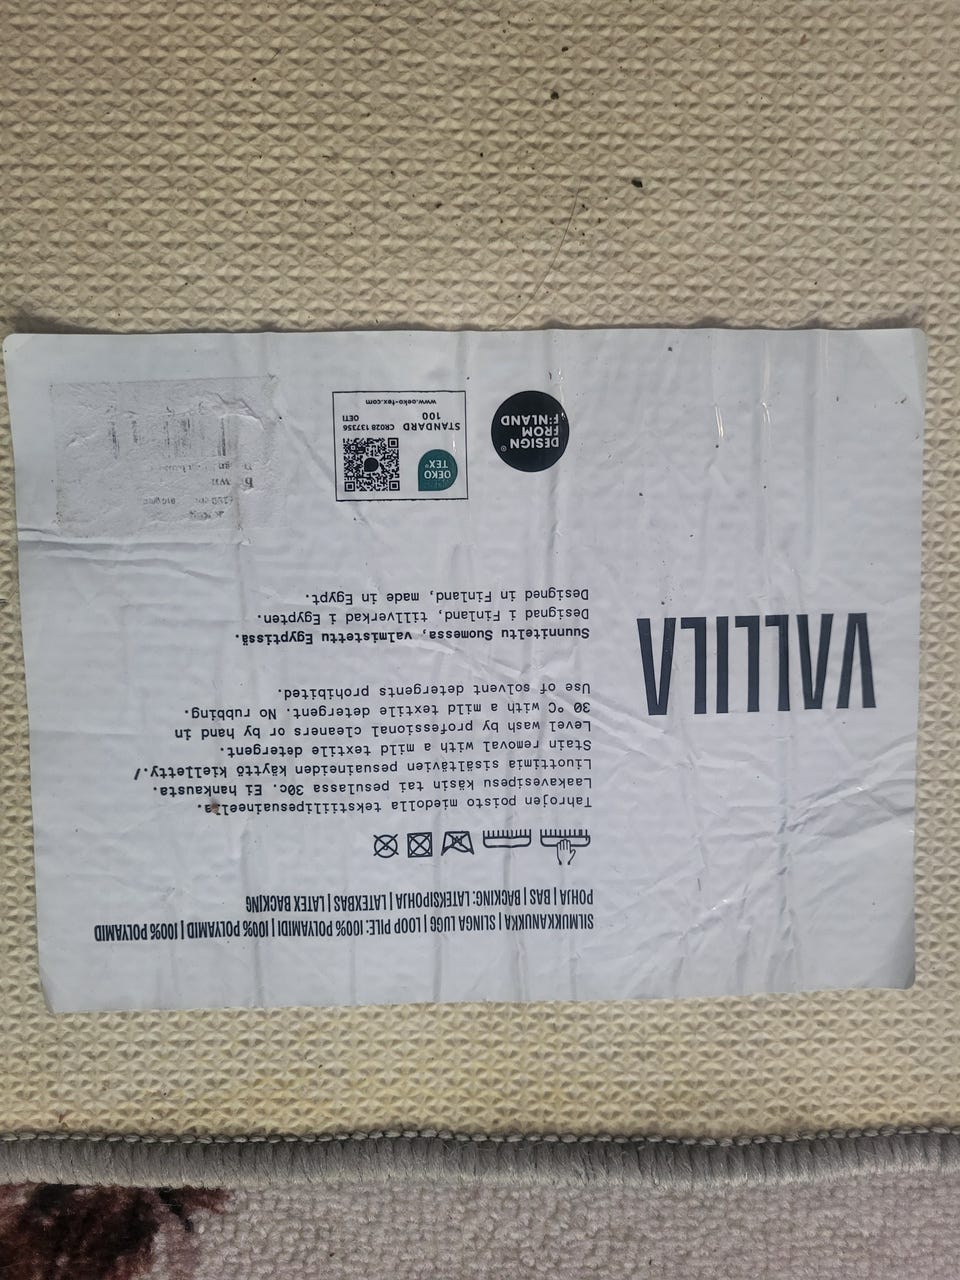 SILMUKKANUKKA | SLINGA LUGG | LOOP PILE: 100% POLYAMIDI | 100% POLYAMID | 100% POLYAMID
POHJA | BAS | BACKING: LATEKSIPOHJA | LATEXBAS | LATEX BACKING
Tahrojen poisto miedolla tekstiilipesuaineella.
Laakavesipesu käsin tai pesulassa 30c. Ei hankausta.
Liuottimia sisältävien pesuaineiden käyttö kielletty./
Stain removal with a mild textile detergent.
Level wash by professional cleaners or by hand in
30 °C with a mild textile detergent. No rubbing.
Use of solvent detergents prohibited.
VALLILA
Suunniteltu Suomessa, valmistettu Egyptissä.
Designad i Finland, tillverkad i Egypten.
Designed in Finland, made in Egypt.
DESIGN
FROM
FINLAND
®
OEKO
TEX®
STANDARD
100
CR028 137356
OETI
www.oeko-tex.com